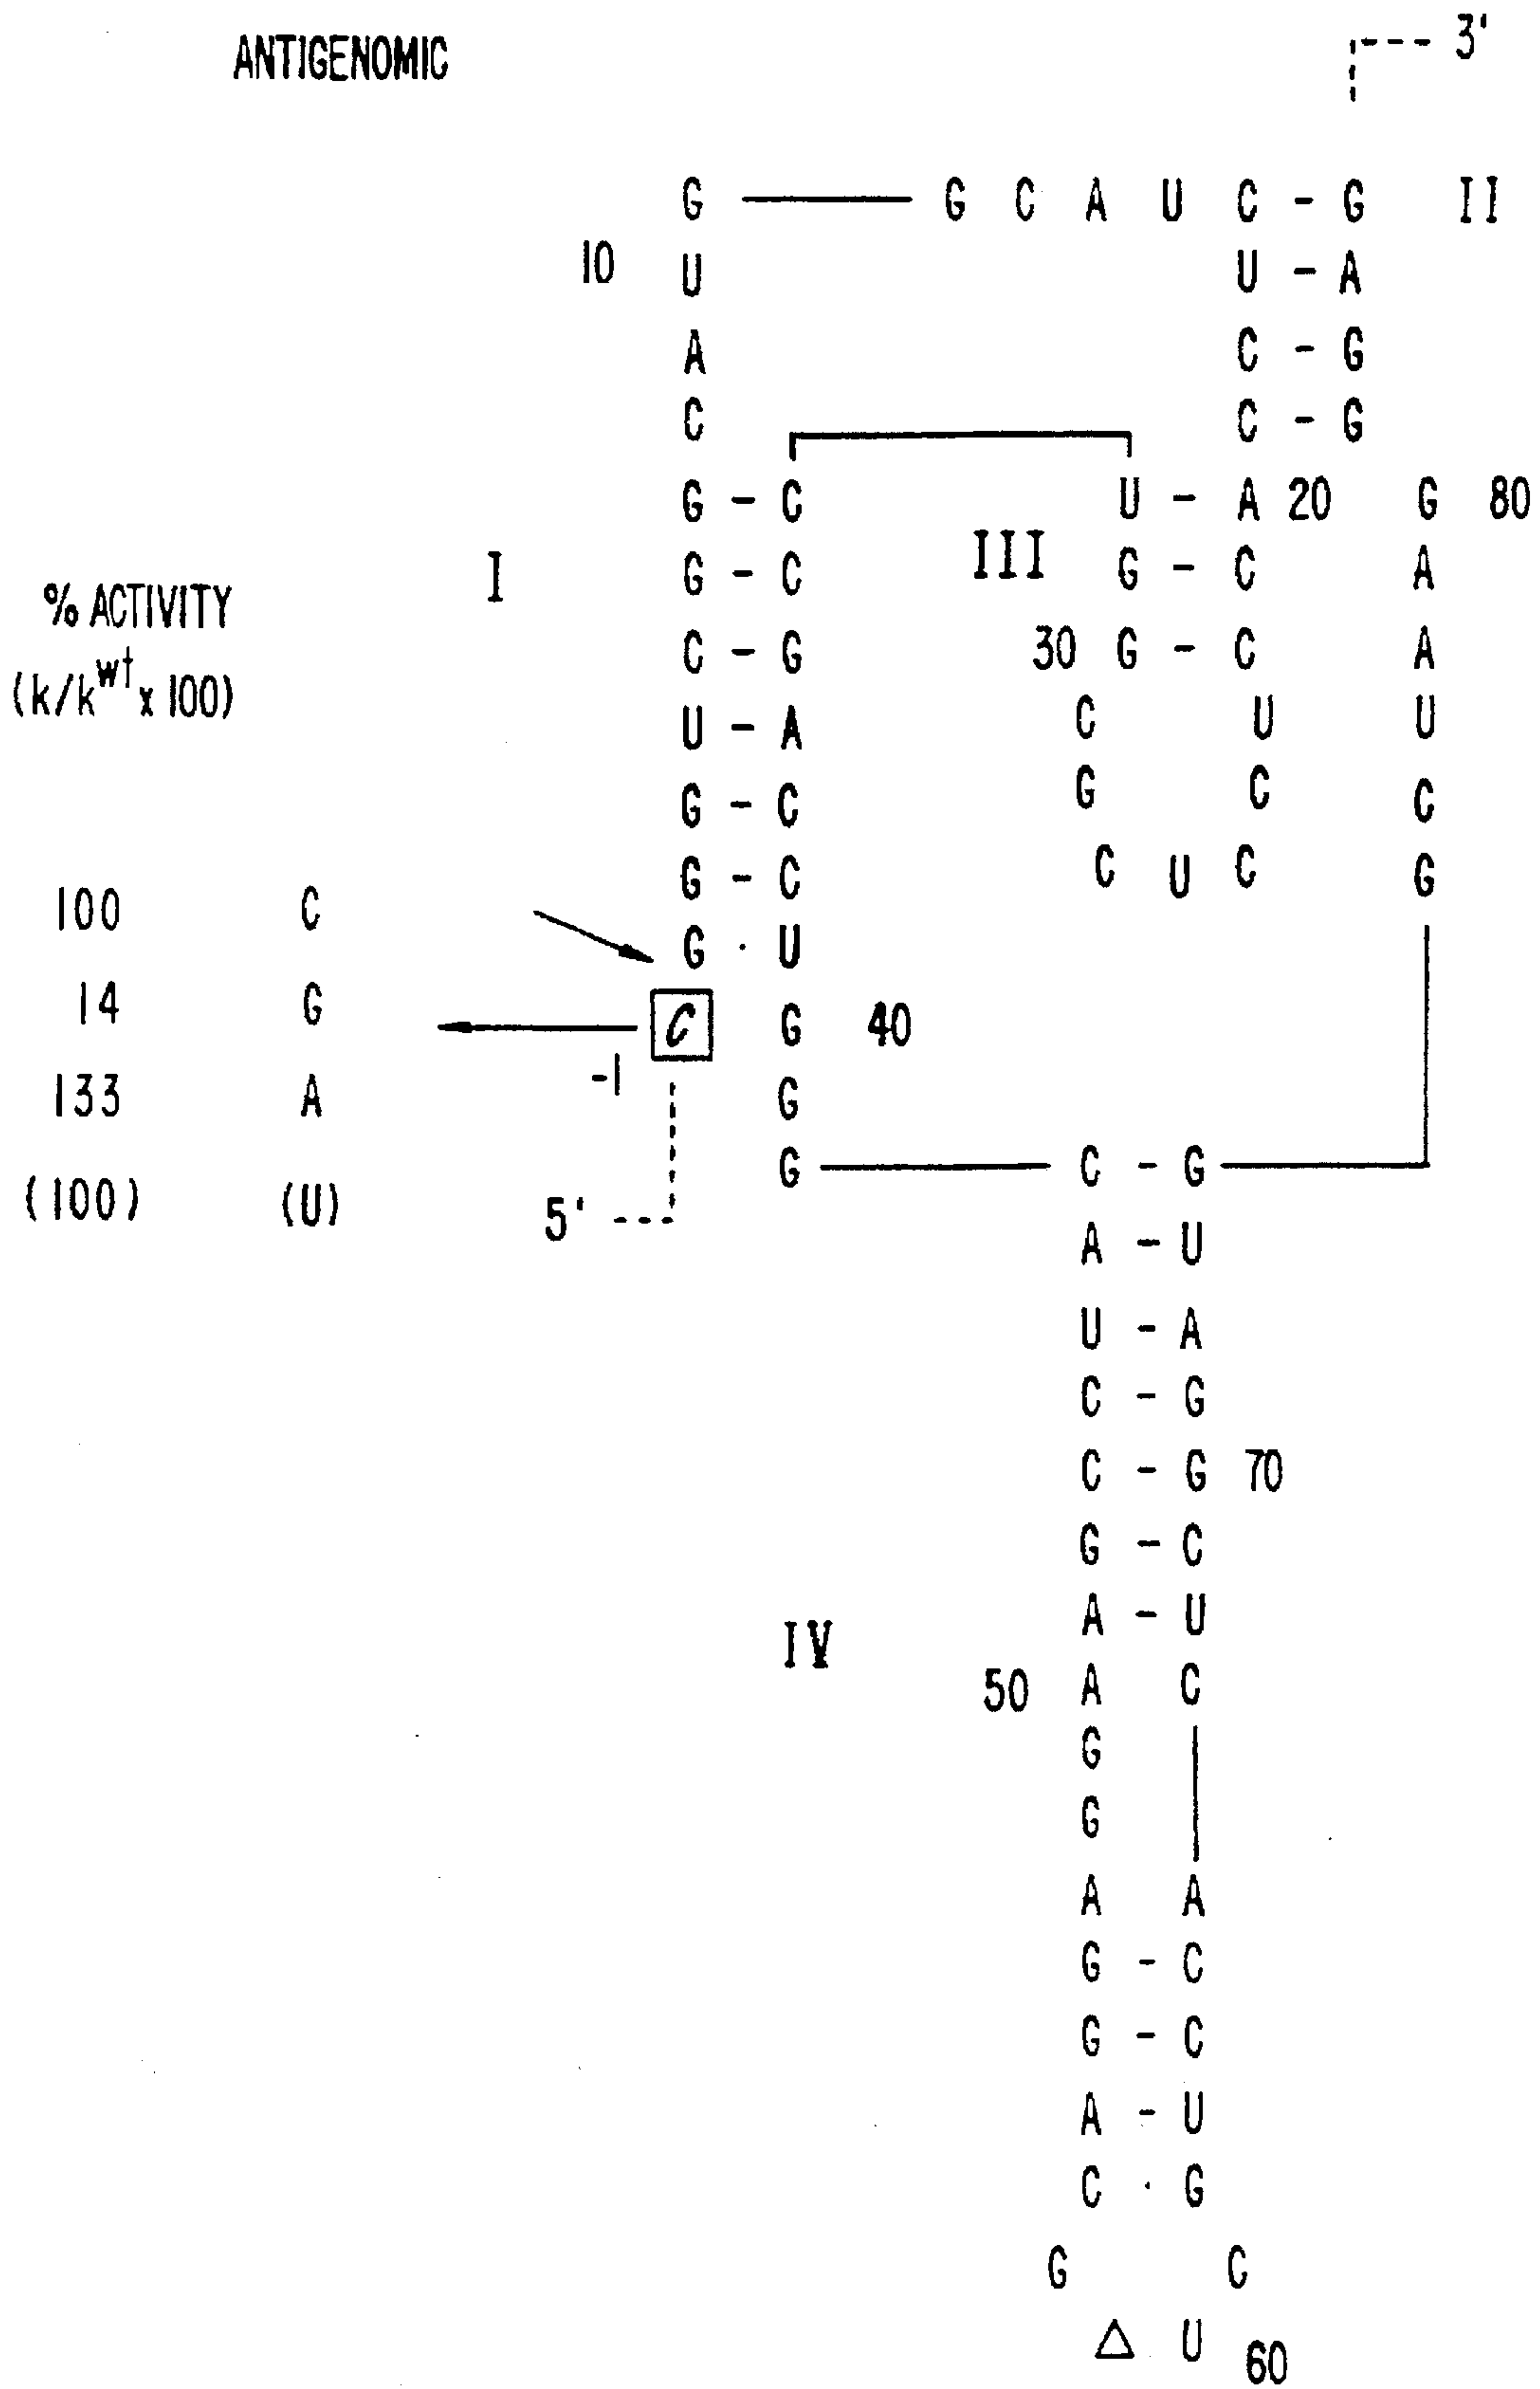 ANTIGENOMIC
3'
G G C A U C - G II
10 U U - A
A C - G
C C - G
G - C U - A 20 G 80
I G - C III G - C A
% ACTIVITY
(k/k^wt x 100)
C - G 30 G - C A
U - A C U U
G - C G C C
G - C C U C G
100 C
G · U
14 G
C G 40
-1
133 A
G
G C - G
(100) (U)
5'
A - U
U - A
C - G
C - G 70
G - C
A - U
IV
50 A C
G
G
A A
G - C
G - C
A - U
C · G
G C
Δ U 60